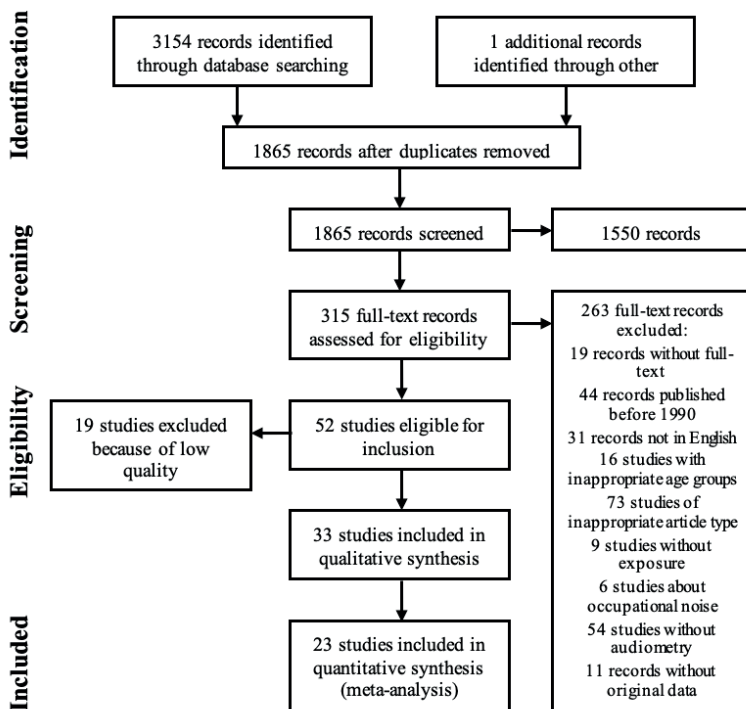 Identification
3154 records identified
through database searching
1 additional records
identified through other
1865 records after duplicates removed
Screening
1865 records screened
1550 records
315 full-text records
assessed for eligibility
263 full-text records
excluded:
19 records without full-
text
44 records published
before 1990
31 records not in English
16 studies with
inappropriate age groups
73 studies of
inappropriate article type
9 studies without
exposure
6 studies about
occupational noise
54 studies without
audiometry
11 records without
original data
Eligibility
19 studies excluded
because of low
quality
52 studies eligible for
inclusion
33 studies included in
qualitative synthesis
Included
23 studies included in
quantitative synthesis
(meta-analysis)